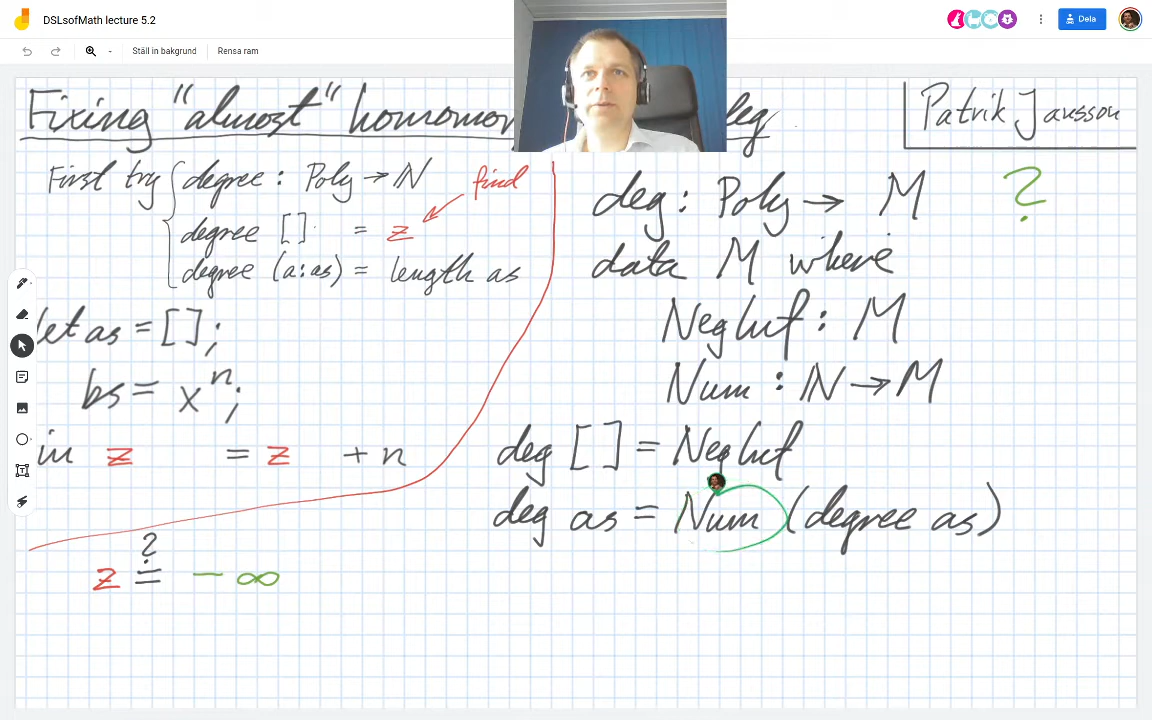 DSLsofMath lecture 5.2
Dela
Ställ in bakgrund
Rensa ram
Fixing "almost" homomor
deg
Patrik Jansson
First try
degree : Poly → ℕ
find
degree [] = z
degree (a:as) = length as
let as = [];
bs = xⁿ;
in z = z + n
z ≟ - ∞
deg : Poly → M
?
data M where
NegInf : M
Num : ℕ → M
deg [] = NegInf
deg as = Num (degree as)